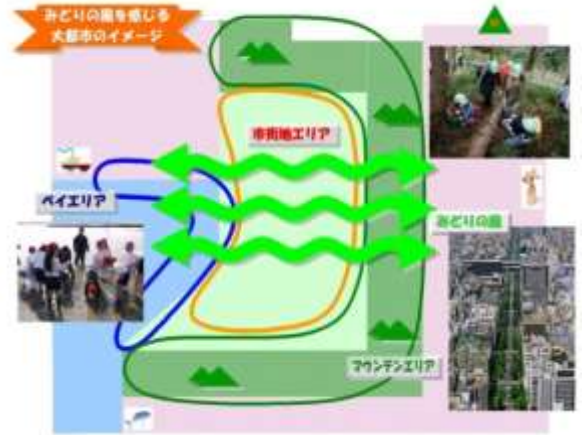 みどりの風を感じる
大都市のイメージ
市街地エリア
ベイエリア
みどりの風
マウンテンエリア